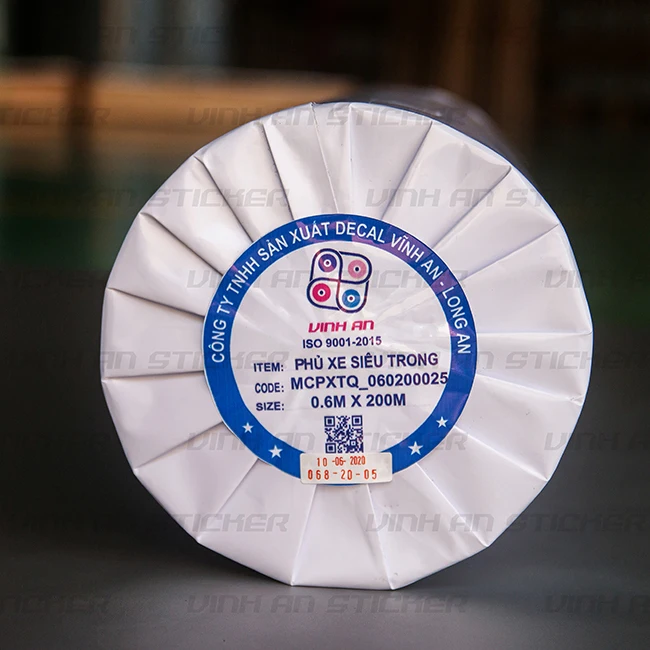 CÔNG TY TNHH SẢN XUẤT DECAL VĨNH AN - LONG AN
VINH AN
ISO 9001-2015
ITEM: PHỦ XE SIÊU TRONG
CODE: MCPXTQ_060200025
SIZE: 0.6M X 200M
10-06-2020
068-20-05
VINH AN STICKER